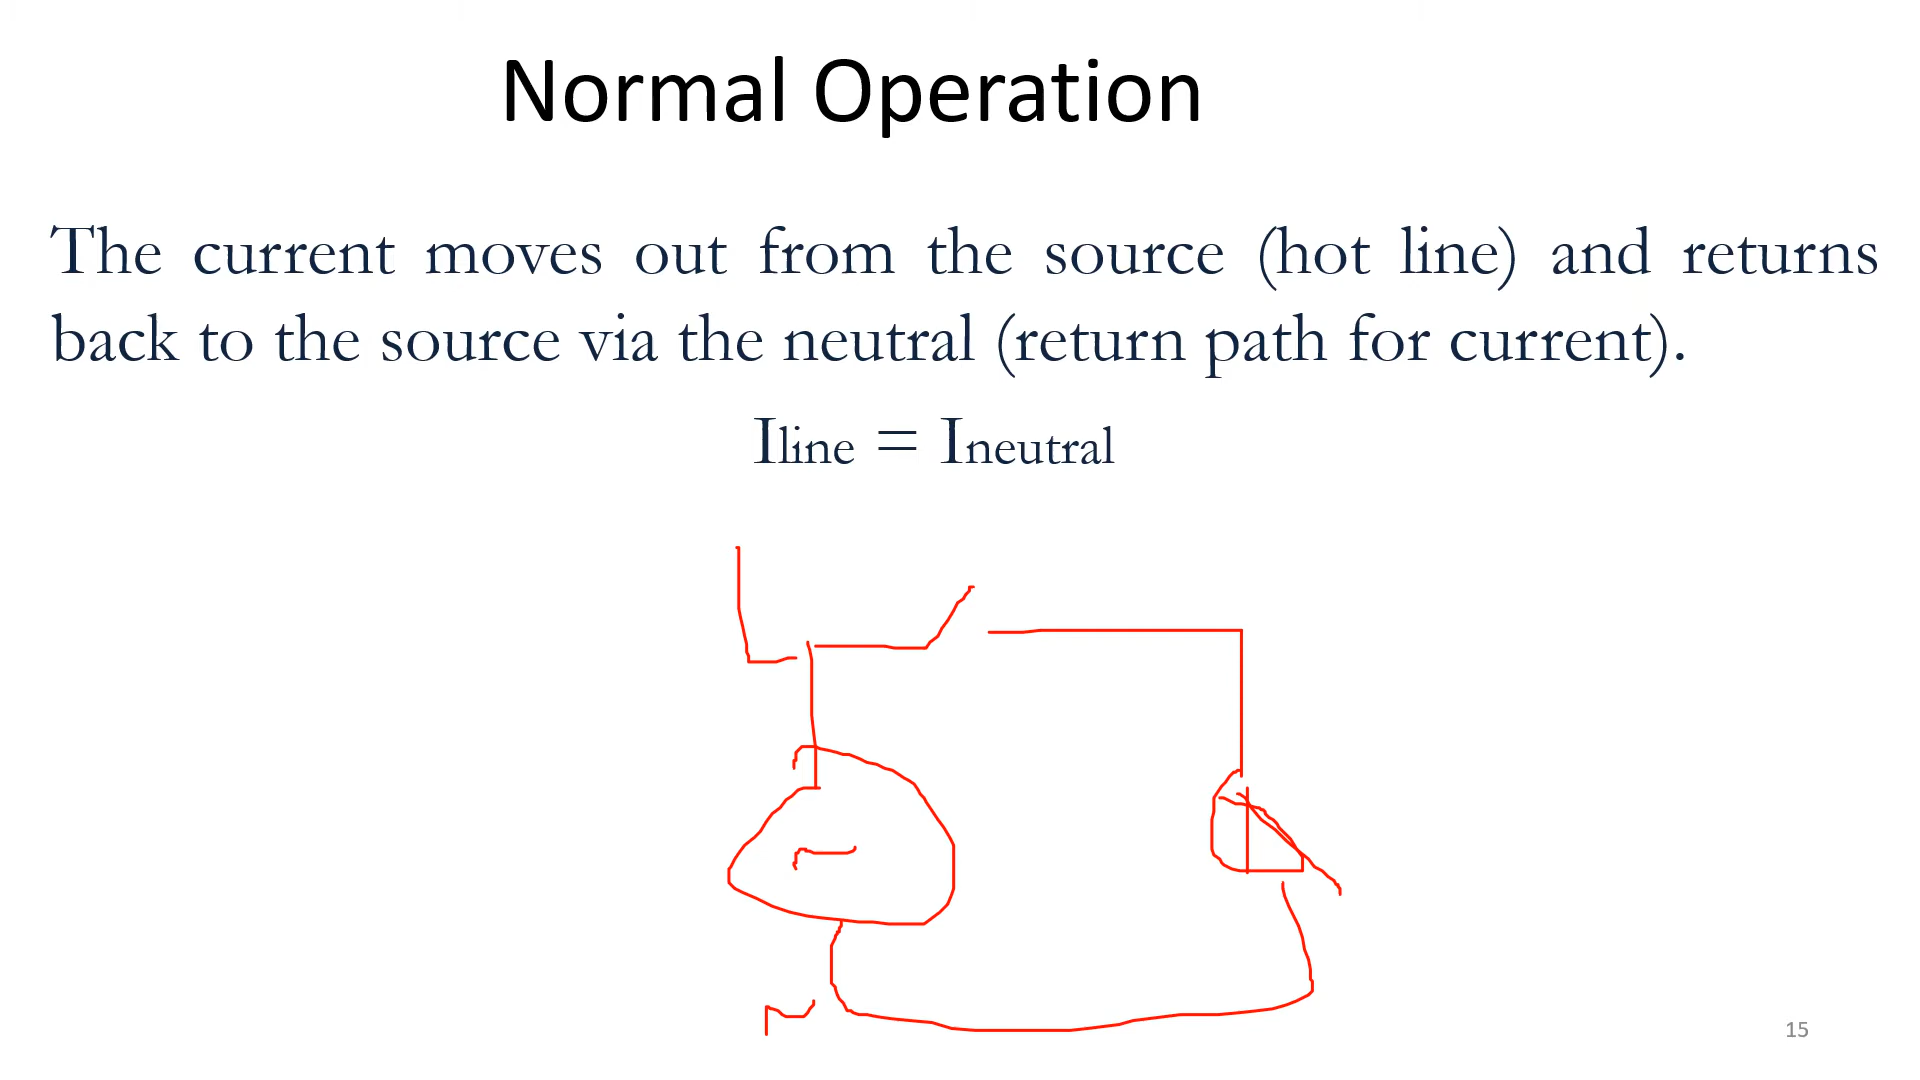 Normal Operation
The current moves out from the source (hot line) and returns
back to the source via the neutral (return path for current).
Iline = Ineutral
L
N
15